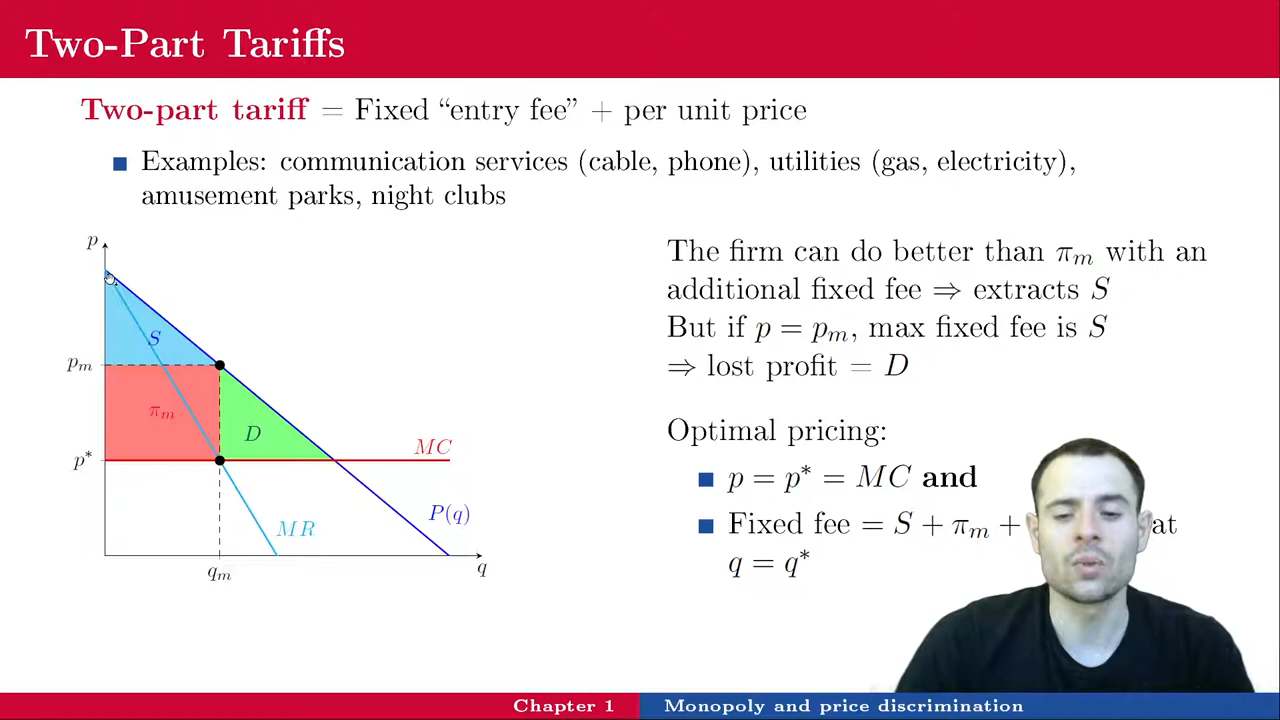 Two-Part Tariffs
Two-part tariff = Fixed “entry fee” + per unit price
Examples: communication services (cable, phone), utilities (gas, electricity),
amusement parks, night clubs
p
S
p_m
π_m
D
MC
p*
P(q)
MR
q_m
q
The firm can do better than π_m with an
additional fixed fee ⇒ extracts S
But if p = p_m, max fixed fee is S
⇒ lost profit = D
Optimal pricing:
p = p* = MC and
Fixed fee = S + π_m + at
q = q*
Chapter 1
Monopoly and price discrimination